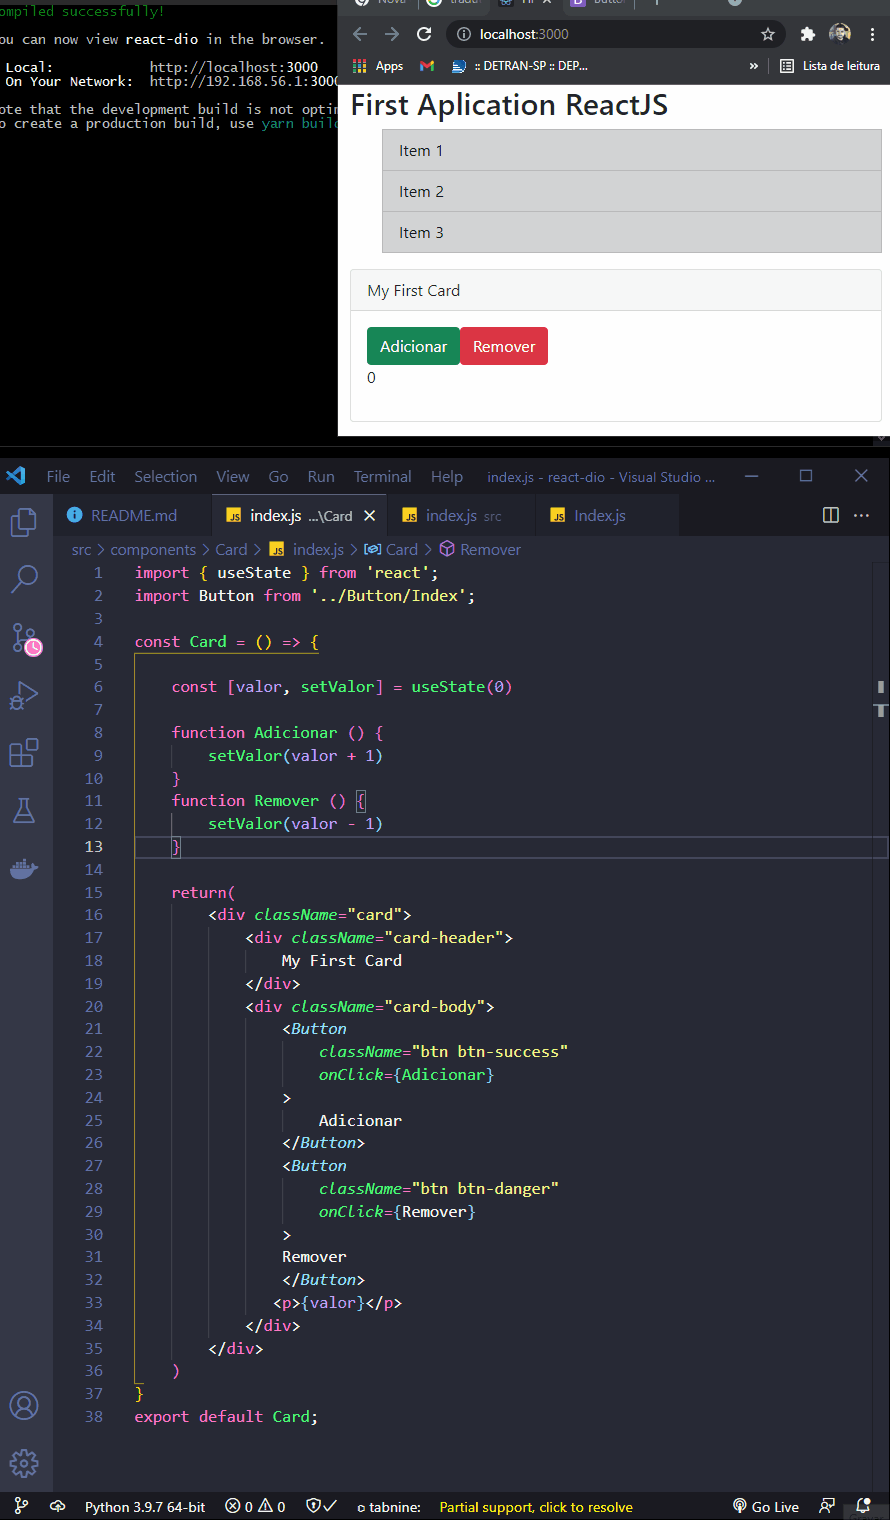 ompiled successfully!
ou can now view react-dio in the browser.
Local: http://localhost:3000
On Your Network: http://192.168.56.1:3000
ote that the development build is not optim
o create a production build, use yarn build
localhost:3000
Apps :: DETRAN-SP :: DEP... » Lista de leitura
First Aplication ReactJS
Item 1
Item 2
Item 3
My First Card
Adicionar Remover
0
File Edit Selection View Go Run Terminal Help index.js - react-dio - Visual Studio ...
README.md JS index.js ...\Card JS index.js src JS Index.js
src > components > Card > JS index.js > Card > Remover
1 import { useState } from 'react';
2 import Button from '../Button/Index';
3
4 const Card = () => {
5
6 const [valor, setValor] = useState(0)
7
8 function Adicionar () {
9 setValor(valor + 1)
10 }
11 function Remover () {
12 setValor(valor - 1)
13 }
14
15 return(
16 <div className="card">
17 <div className="card-header">
18 My First Card
19 </div>
20 <div className="card-body">
21 <Button
22 className="btn btn-success"
23 onClick={Adicionar}
24 >
25 Adicionar
26 </Button>
27 <Button
28 className="btn btn-danger"
29 onClick={Remover}
30 >
31 Remover
32 </Button>
33 <p>{valor}</p>
34 </div>
35 </div>
36 )
37 }
38 export default Card;
Python 3.9.7 64-bit 0 0 tabnine: Partial support, click to resolve Go Live